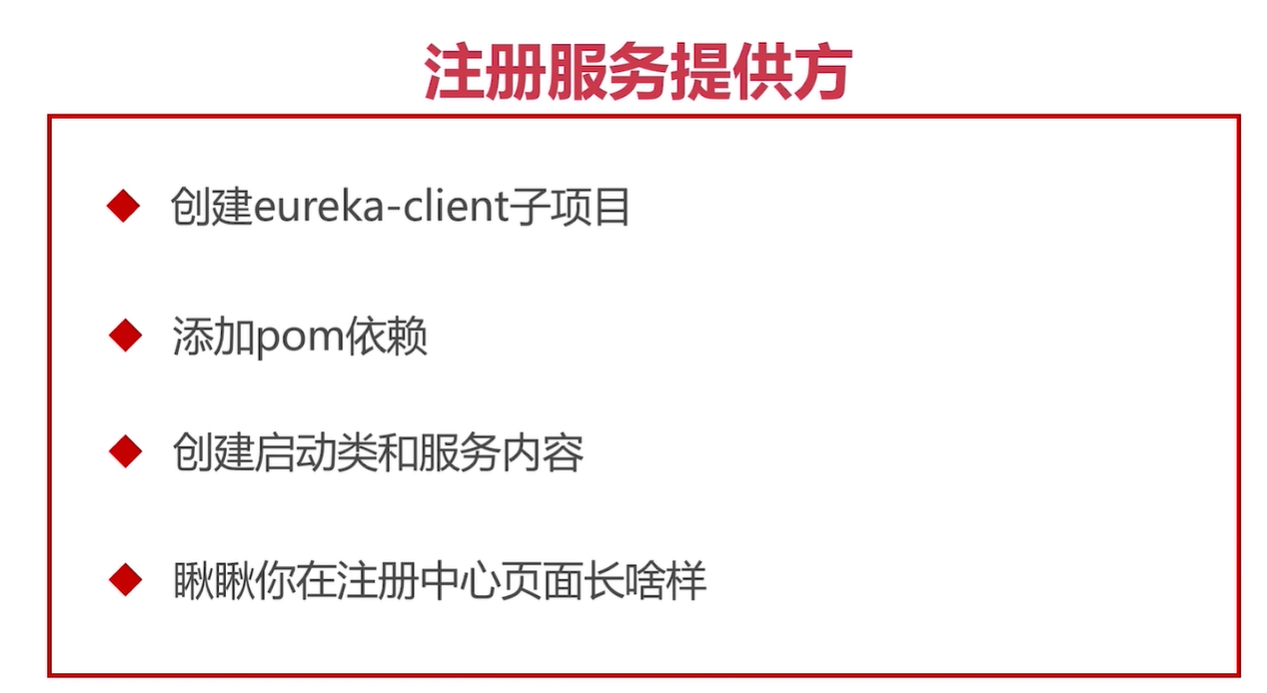 注册服务提供方
创建eureka-client子项目
添加pom依赖
创建启动类和服务内容
瞅瞅你在注册中心页面长啥样